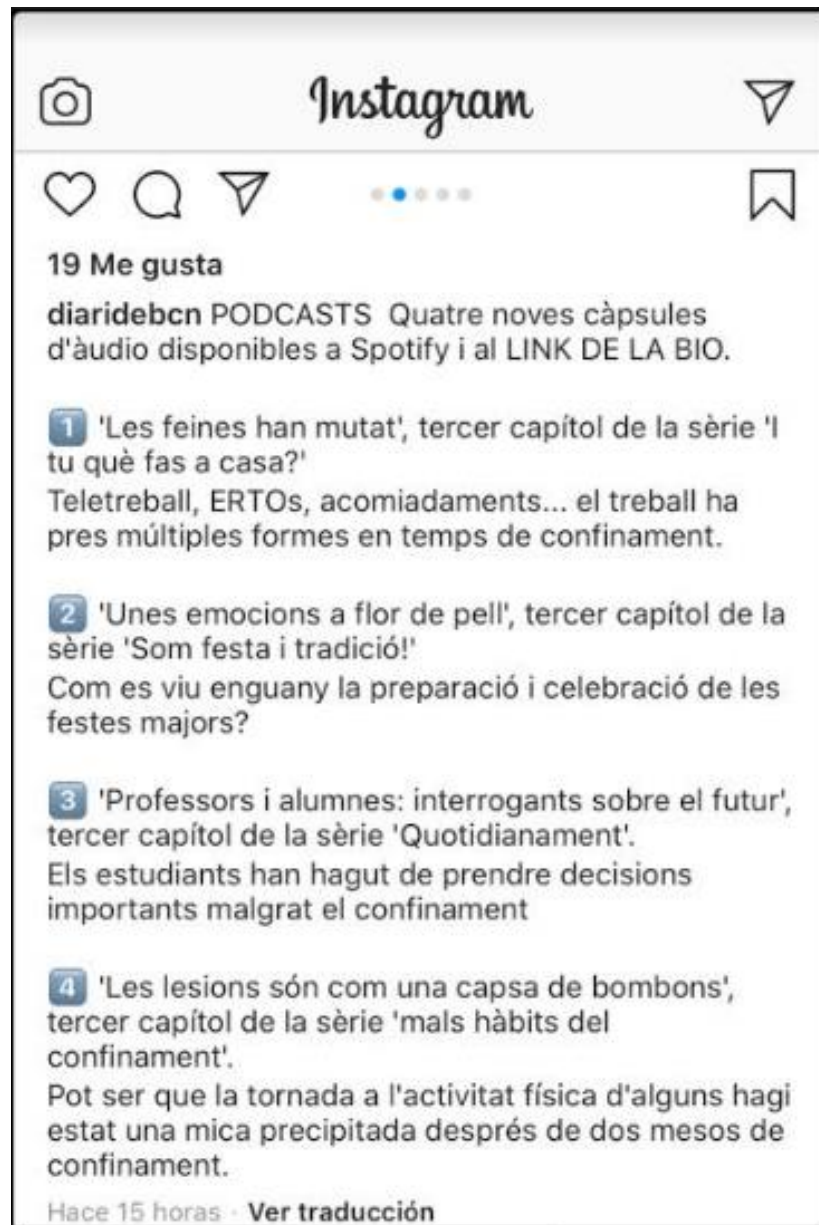 Instagram
19 Me gusta
diaridebcn PODCASTS Quatre noves càpsules
d'àudio disponibles a Spotify i al LINK DE LA BIO.
1 'Les feines han mutat', tercer capítol de la sèrie 'I
tu què fas a casa?'
Teletreball, ERTOs, acomiadaments... el treball ha
pres múltiples formes en temps de confinament.
2 'Unes emocions a flor de pell', tercer capítol de la
sèrie 'Som festa i tradició!'
Com es viu enguany la preparació i celebració de les
festes majors?
3 'Professors i alumnes: interrogants sobre el futur',
tercer capítol de la sèrie 'Quotidianament'.
Els estudiants han hagut de prendre decisions
importants malgrat el confinament
4 'Les lesions són com una capsa de bombons',
tercer capítol de la sèrie 'mals hàbits del
confinament'.
Pot ser que la tornada a l'activitat física d'alguns hagi
estat una mica precipitada després de dos mesos de
confinament.
Hace 15 horas · Ver traducción